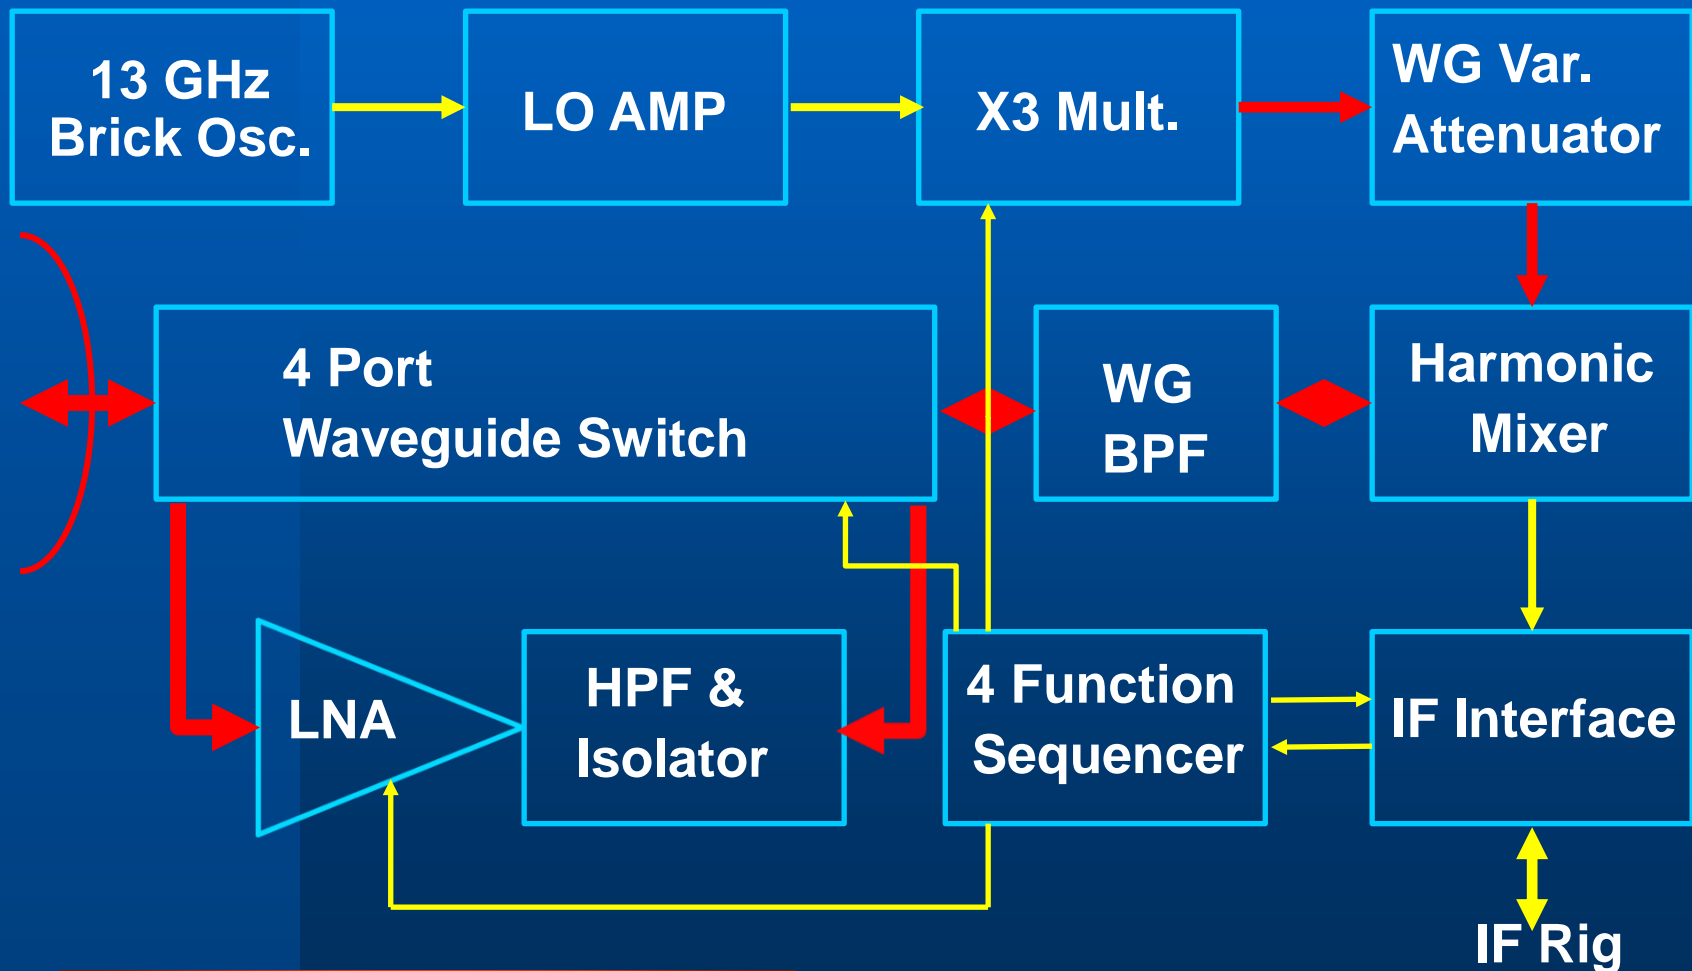 13 GHz
Brick Osc.
LO AMP
X3 Mult.
WG Var.
Attenuator
4 Port
Waveguide Switch
WG
BPF
Harmonic
Mixer
LNA
HPF &
Isolator
4 Function
Sequencer
IF Interface
IF Rig